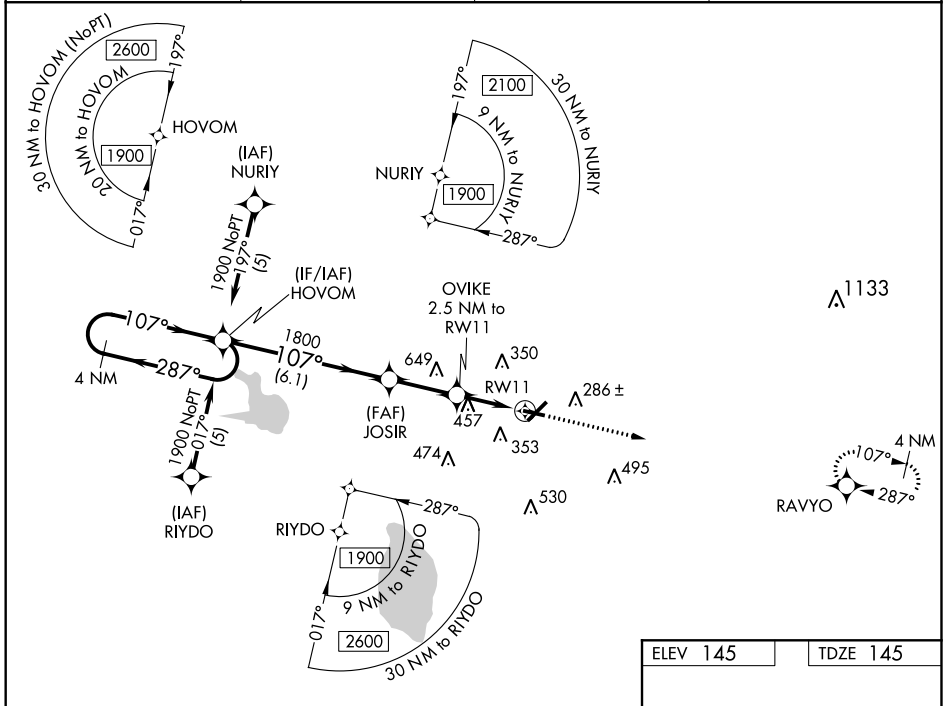 30 NM to HOVOM (NoPT)
2600
197°
20 NM to HOVOM
HOVOM
1900
017°
197°
2100
30 NM to NURIY
9 NM to NURIY
NURIY
1900
287°
(IAF)
NURIY
1900 NoPT
197°
(5)
(IF/IAF)
HOVOM
OVIKE
2.5 NM to
RW11
1133
107°
1800
107°
(6.1)
649
350
287°
4 NM
RW11
286 ±
(FAF)
JOSIR
457
353
1900 NoPT
017°
(5)
474
495
4 NM
107°
287°
RAVYO
530
(IAF)
RIYDO
287°
RIYDO
1900
9 NM to RIYDO
017°
2600
30 NM to RIYDO
ELEV 145
TDZE 145